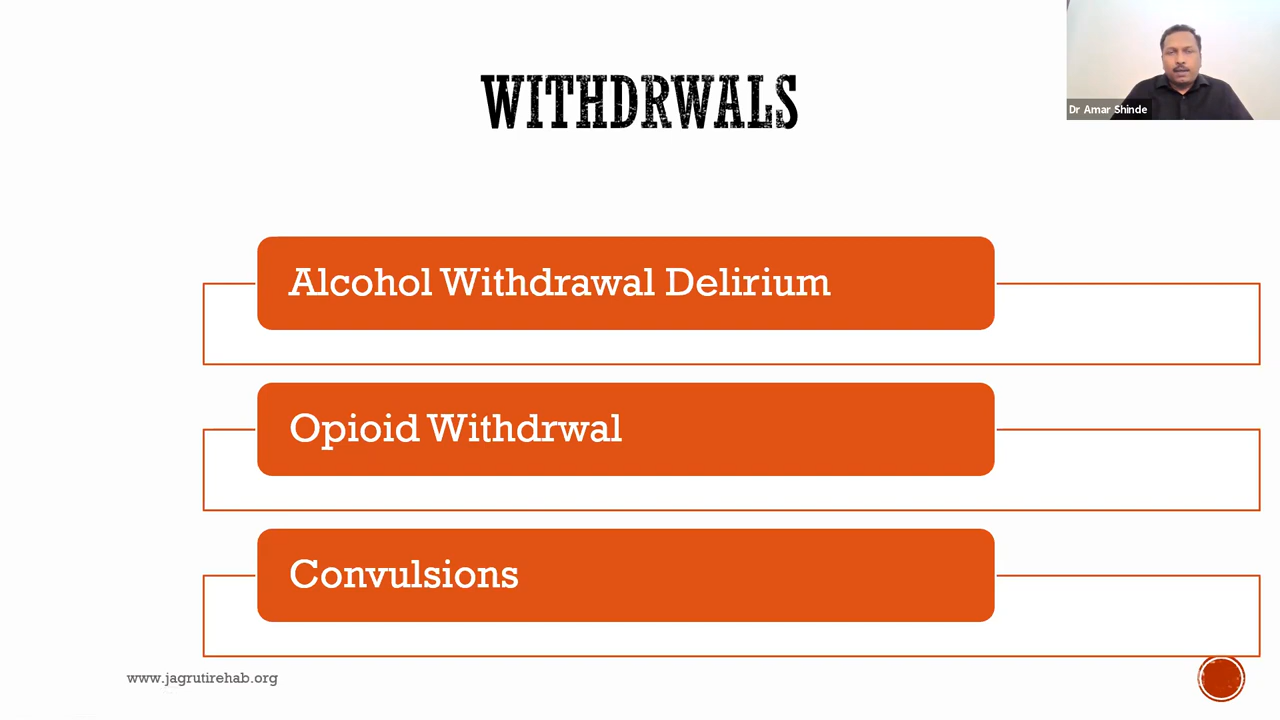 WITHDRWALS
Dr Amar Shinde
Alcohol Withdrawal Delirium
Opioid Withdrwal
Convulsions
www.jagrutirehab.org